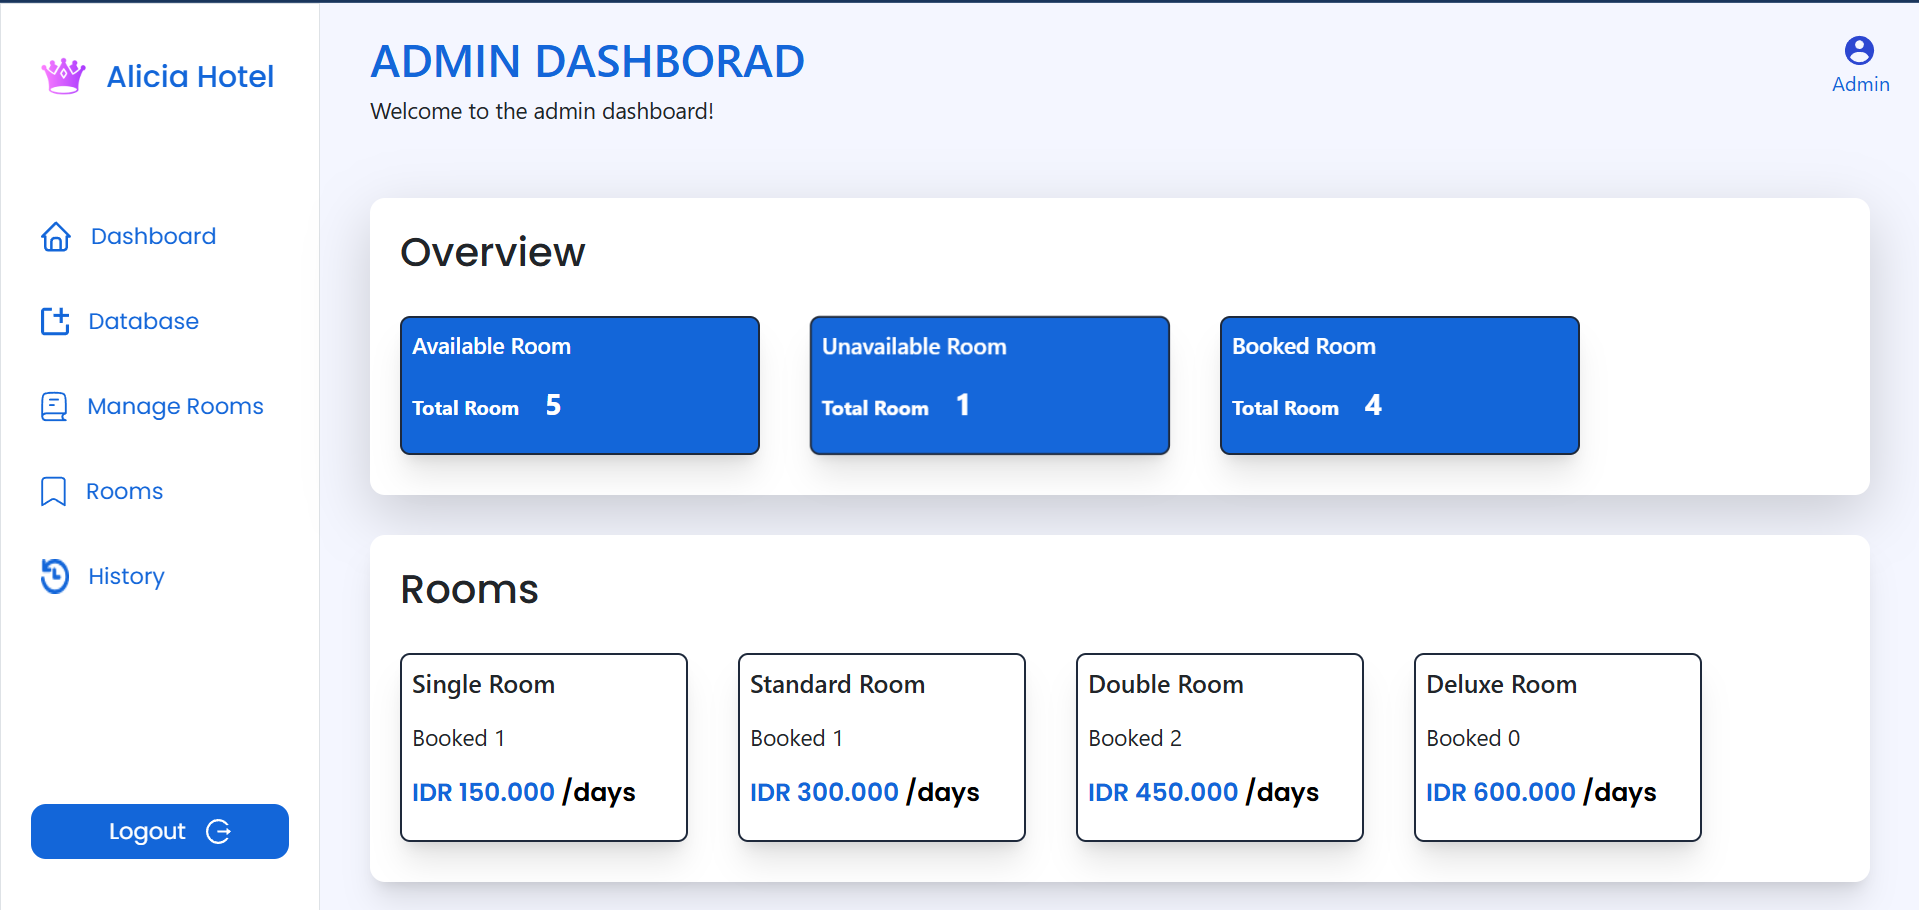 Alicia Hotel
Dashboard
Database
Manage Rooms
Rooms
History
Logout
ADMIN DASHBORAD
Welcome to the admin dashboard!
Admin
Overview
Available Room
Total Room 5
Unavailable Room
Total Room 1
Booked Room
Total Room 4
Rooms
Single Room
Booked 1
IDR 150.000 /days
Standard Room
Booked 1
IDR 300.000 /days
Double Room
Booked 2
IDR 450.000 /days
Deluxe Room
Booked 0
IDR 600.000 /days